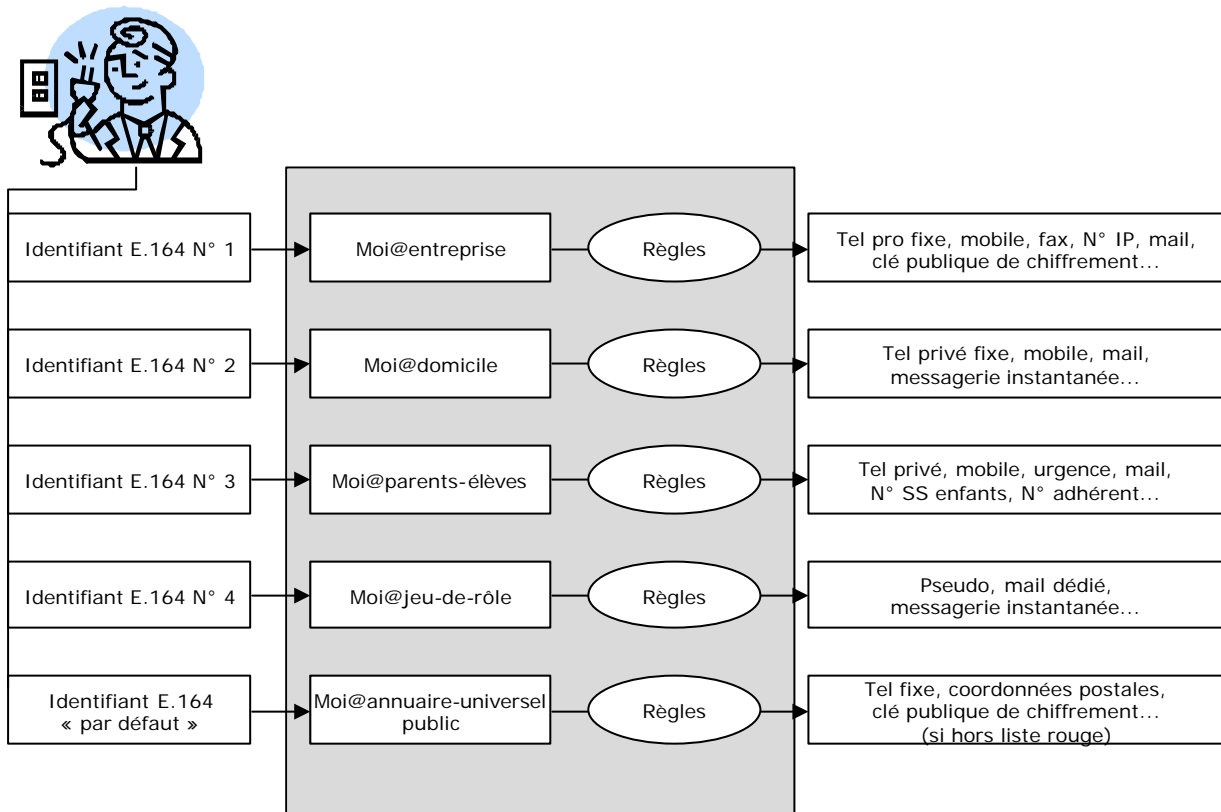 Identifiant E.164 N° 1
Moi@entreprise
Règles
Tel pro fixe, mobile, fax, N° IP, mail,
clé publique de chiffrement...
Identifiant E.164 N° 2
Moi@domicile
Règles
Tel privé fixe, mobile, mail,
messagerie instantanée...
Identifiant E.164 N° 3
Moi@parents-élèves
Règles
Tel privé, mobile, urgence, mail,
N° SS enfants, N° adhérent...
Identifiant E.164 N° 4
Moi@jeu-de-rôle
Règles
Pseudo, mail dédié,
messagerie instantanée...
Identifiant E.164
« par défaut »
Moi@annuaire-universel
public
Règles
Tel fixe, coordonnées postales,
clé publique de chiffrement...
(si hors liste rouge)